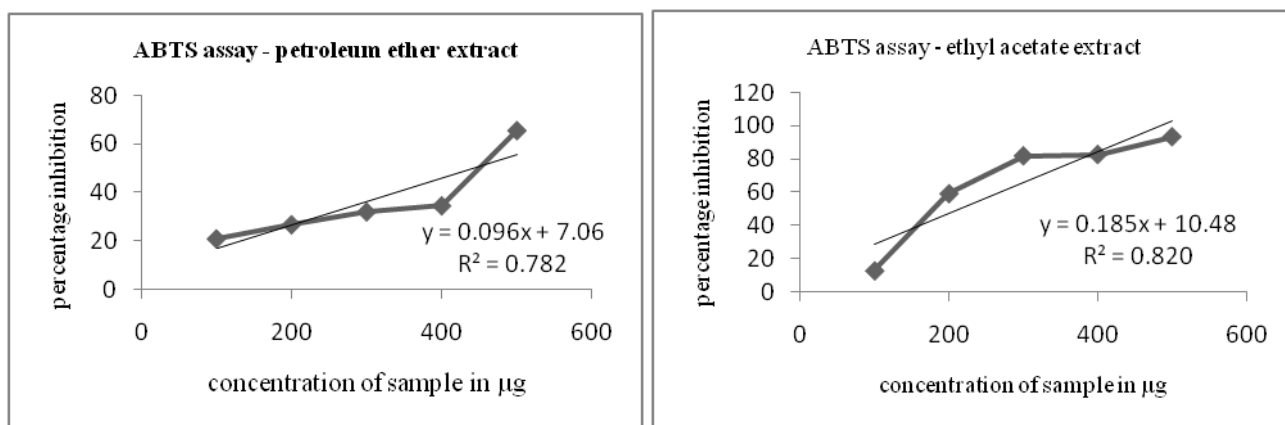 ABTS assay - petroleum ether extract
percentage inhibition
80
60
40
20
0
y = 0.096x + 7.06
R² = 0.782
0 200 400 600
concentration of sample in µg
ABTS assay - ethyl acetate extract
percentage inhibition
120
100
80
60
40
20
0
y = 0.185x + 10.48
R² = 0.820
0 200 400 600
concentration of sample in µg